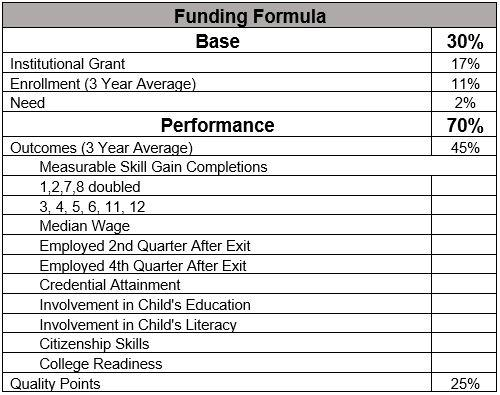 Funding Formula
Base 30%
Institutional Grant 17%
Enrollment (3 Year Average) 11%
Need 2%
Performance 70%
Outcomes (3 Year Average) 45%
Measurable Skill Gain Completions
1,2,7,8 doubled
3, 4, 5, 6, 11, 12
Median Wage
Employed 2nd Quarter After Exit
Employed 4th Quarter After Exit
Credential Attainment
Involvement in Child's Education
Involvement in Child's Literacy
Citizenship Skills
College Readiness
Quality Points 25%